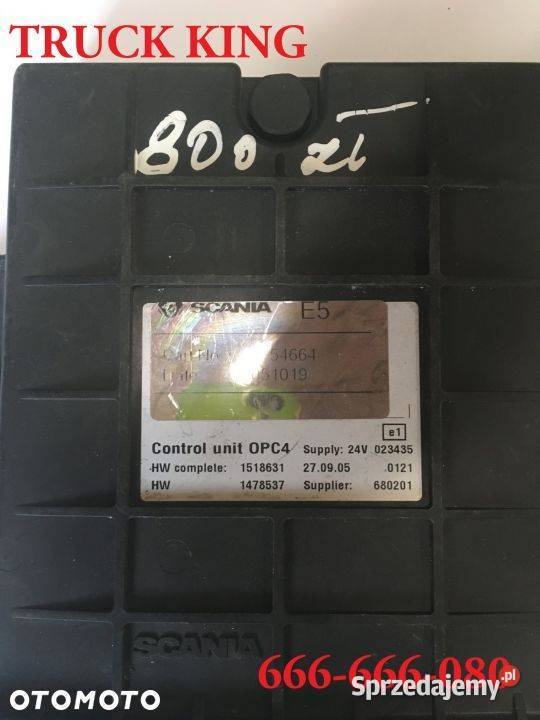 TRUCK KING
800 zł
SCANIA E5
54664
051019
Control unit OPC4 Supply: 24V 023435
e1
HW complete: 1518631 27.09.05 0121
HW 1478537 Supplier: 680201
SCANIA
666-666-080
OTOMOTO
Sprzedajemy.pl